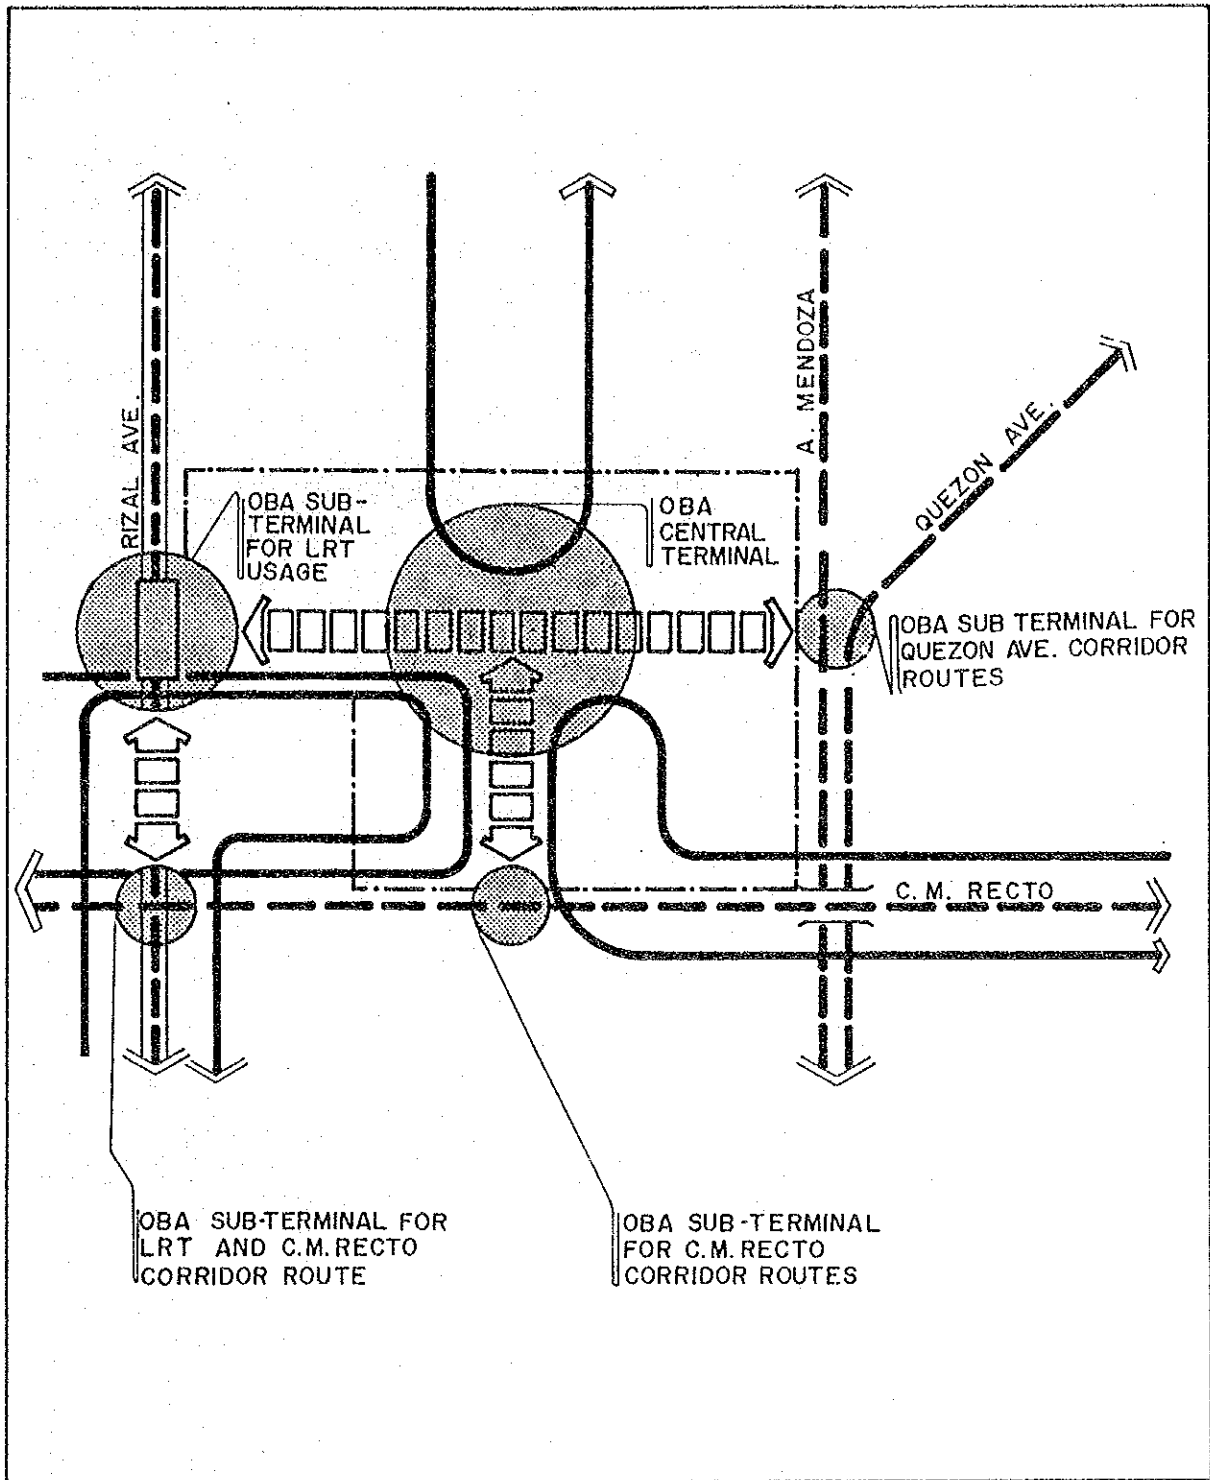 RIZAL AVE.
OBA SUB-
TERMINAL
FOR LRT
USAGE
OBA
CENTRAL
TERMINAL
A. MENDOZA
QUEZON AVE.
OBA SUB TERMINAL FOR
QUEZON AVE. CORRIDOR
ROUTES
C. M. RECTO
OBA SUB-TERMINAL FOR
LRT AND C.M. RECTO
CORRIDOR ROUTE
OBA SUB-TERMINAL
FOR C.M. RECTO
CORRIDOR ROUTES